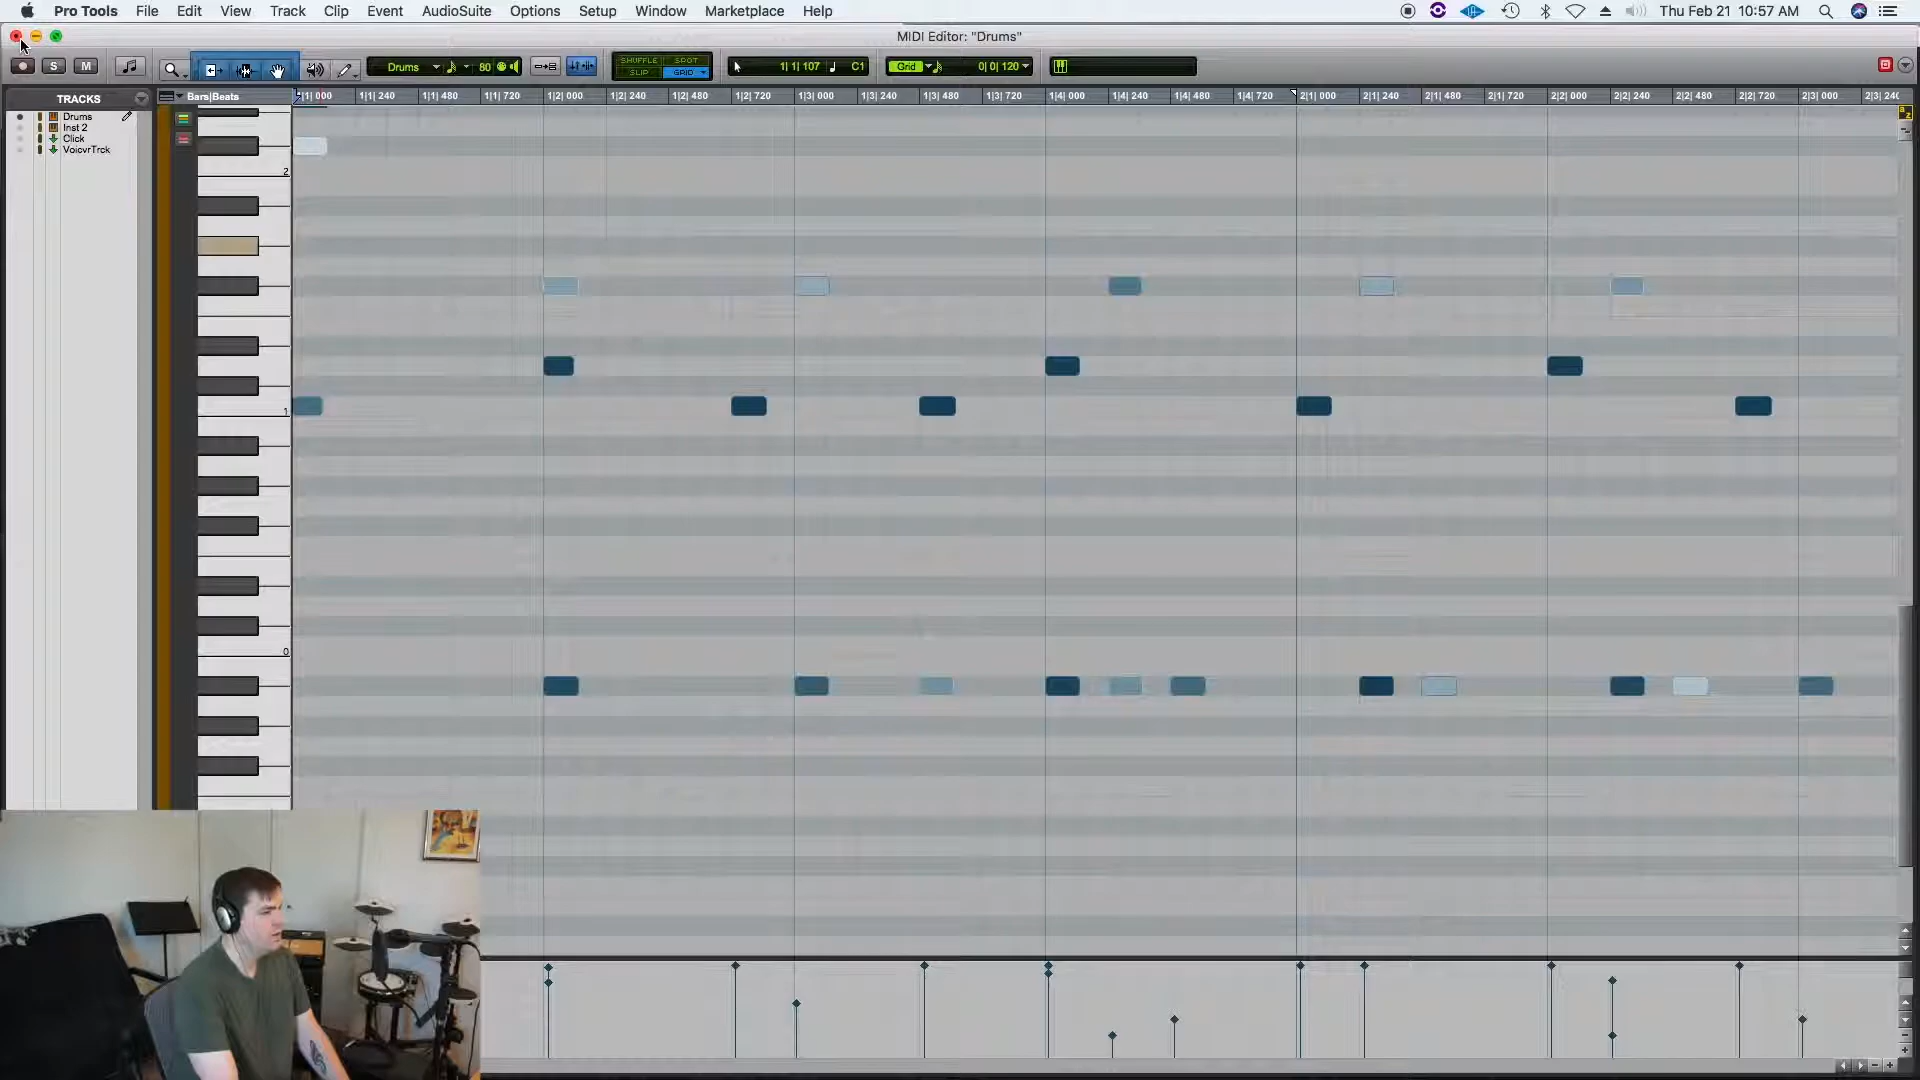 Pro Tools File Edit View Track Clip Event AudioSuite Options Setup Window Marketplace Help Thu Feb 21 10:57 AM
MIDI Editor: "Drums"
S M Drums 80 SHUFFLE SPOT SLIP GRID 1| 1| 107 C1 Grid 0| 0| 120
TRACKS
Bars|Beats 1|1| 000 1|1| 240 1|1| 480 1|1| 720 1|2| 000 1|2| 240 1|2| 480 1|2| 720 1|3| 000 1|3| 240 1|3| 480 1|3| 720 1|4| 000 1|4| 240 1|4| 480 1|4| 720 2|1| 000 2|1| 240 2|1| 480 2|1| 720 2|2| 000 2|2| 240 2|2| 480 2|2| 720 2|3| 000 2|3| 240
Drums
Inst 2
Click
VoicvrTrck
2
1
0